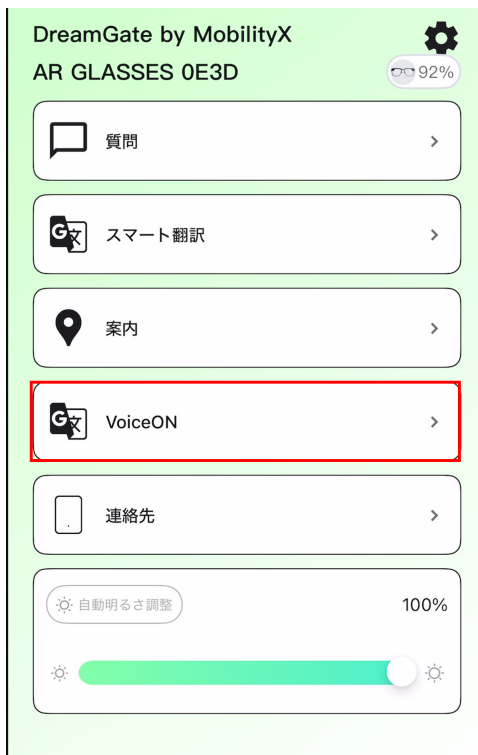 DreamGate by MobilityX
AR GLASSES 0E3D
92%
質問
スマート翻訳
案内
VoiceON
連絡先
自動明るさ調整
100%